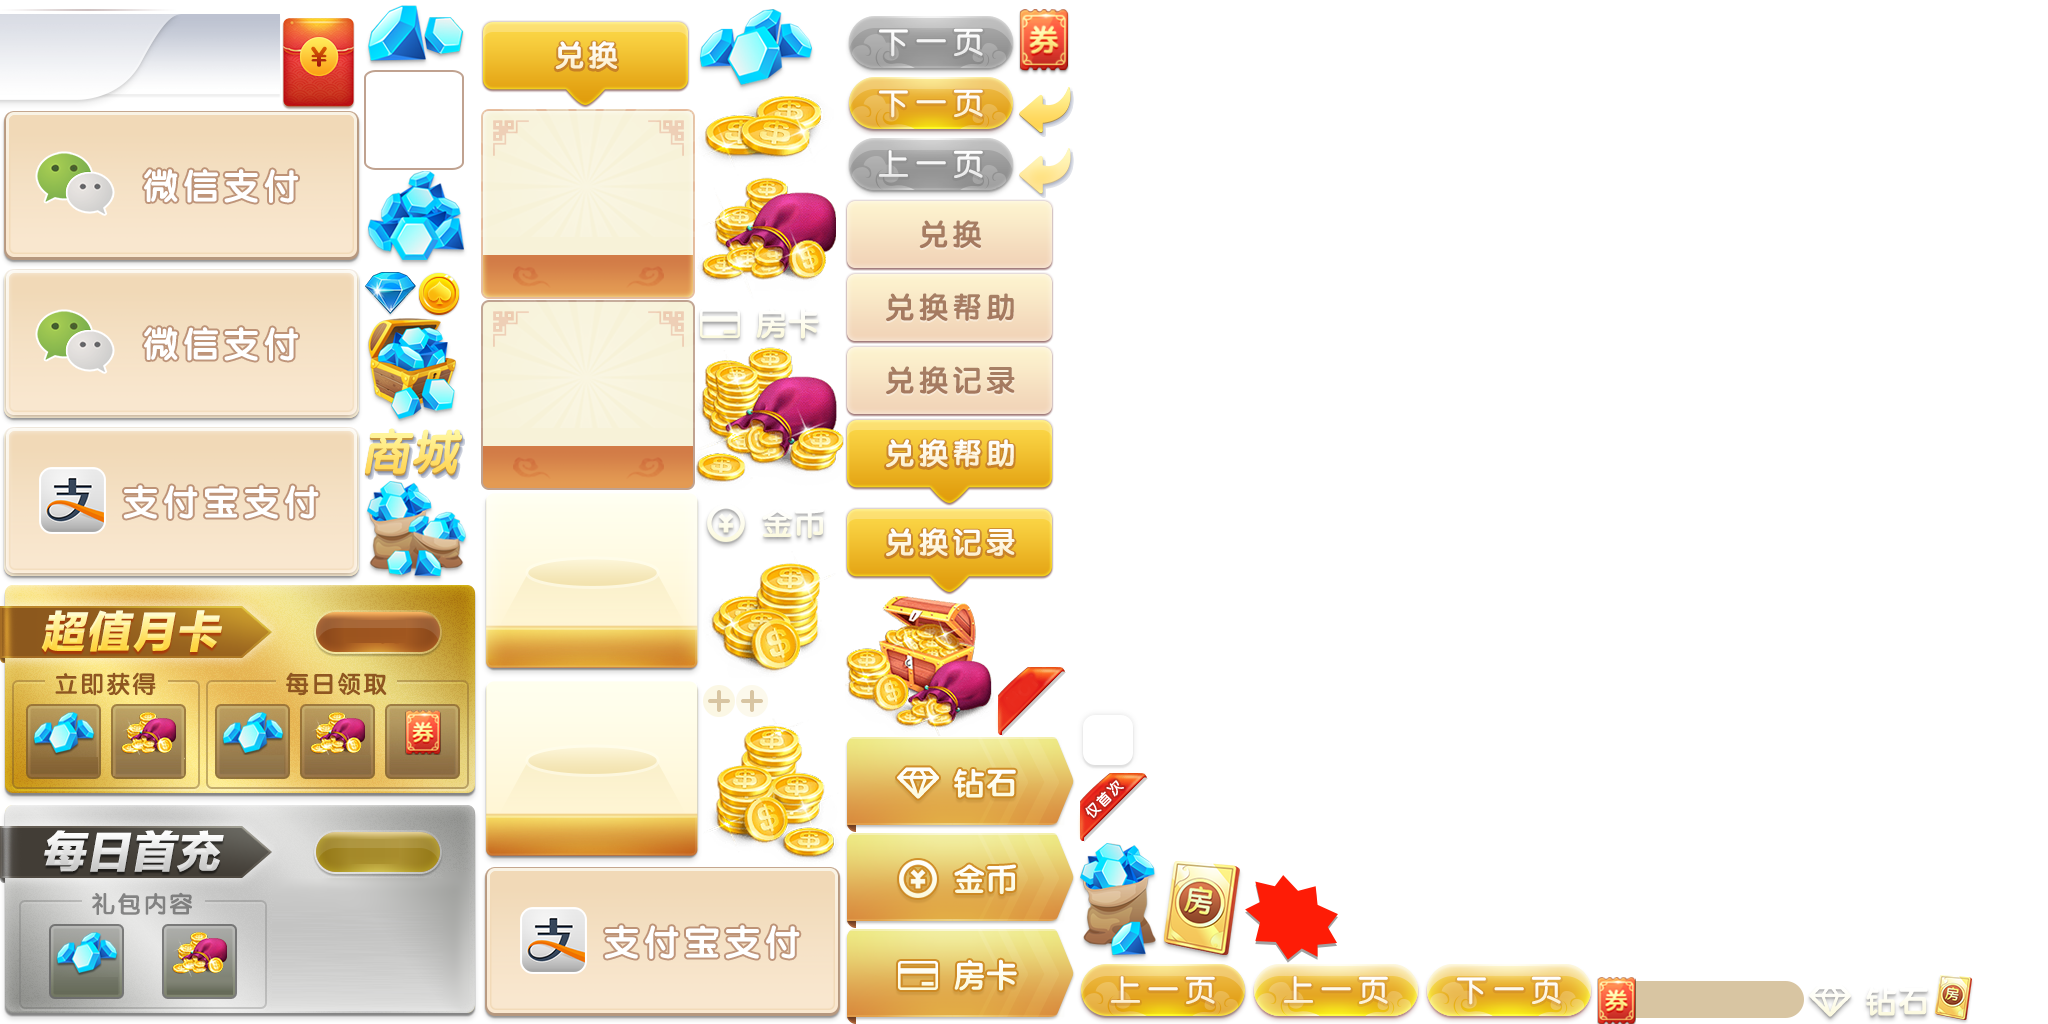 ¥
微信支付
微信支付
支 支付宝支付
超值月卡
立即获得
每日领取
券
每日首充
礼包内容
商城
兑换
房卡
¥ 金币
支 支付宝支付
下一页
券
下一页
上一页
兑换
兑换帮助
兑换记录
兑换帮助
兑换记录
钻石
¥ 金币
房卡
仅首次
房
上一页
上一页
下一页
券
钻石
房